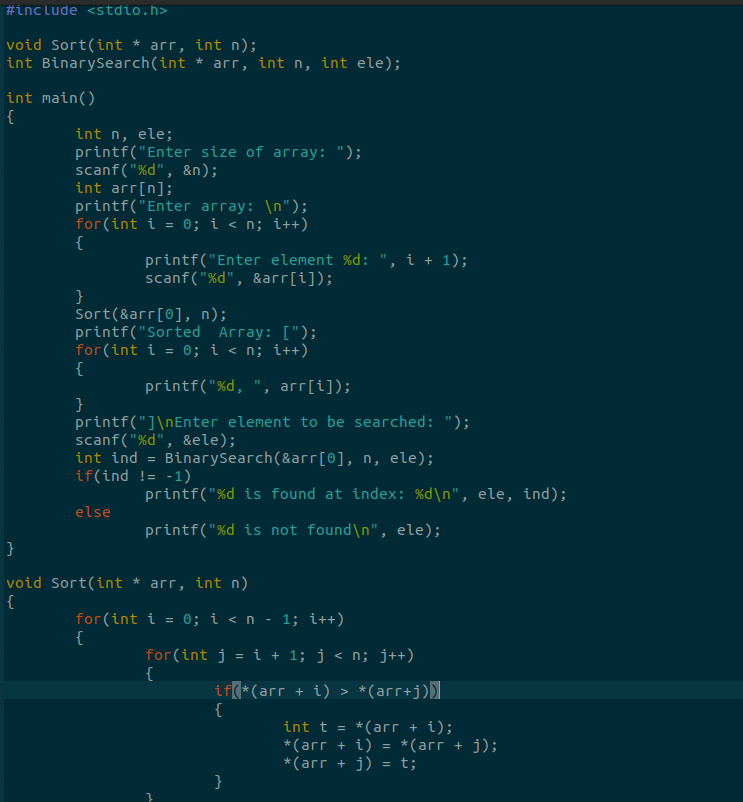 #include <stdio.h>

void Sort(int * arr, int n);
int BinarySearch(int * arr, int n, int ele);

int main()
{
        int n, ele;
        printf("Enter size of array: ");
        scanf("%d", &n);
        int arr[n];
        printf("Enter array: \n");
        for(int i = 0; i < n; i++)
        {
                printf("Enter element %d: ", i + 1);
                scanf("%d", &arr[i]);
        }
        Sort(&arr[0], n);
        printf("Sorted  Array: [");
        for(int i = 0; i < n; i++)
        {
                printf("%d, ", arr[i]);
        }
        printf("]\nEnter element to be searched: ");
        scanf("%d", &ele);
        int ind = BinarySearch(&arr[0], n, ele);
        if(ind != -1)
                printf("%d is found at index: %d\n", ele, ind);
        else
                printf("%d is not found\n", ele);
}

void Sort(int * arr, int n)
{
        for(int i = 0; i < n - 1; i++)
        {
                for(int j = i + 1; j < n; j++)
                {
                        if(*(arr + i) > *(arr+j))
                        {
                                int t = *(arr + i);
                                *(arr + i) = *(arr + j);
                                *(arr + j) = t;
                        }
                }